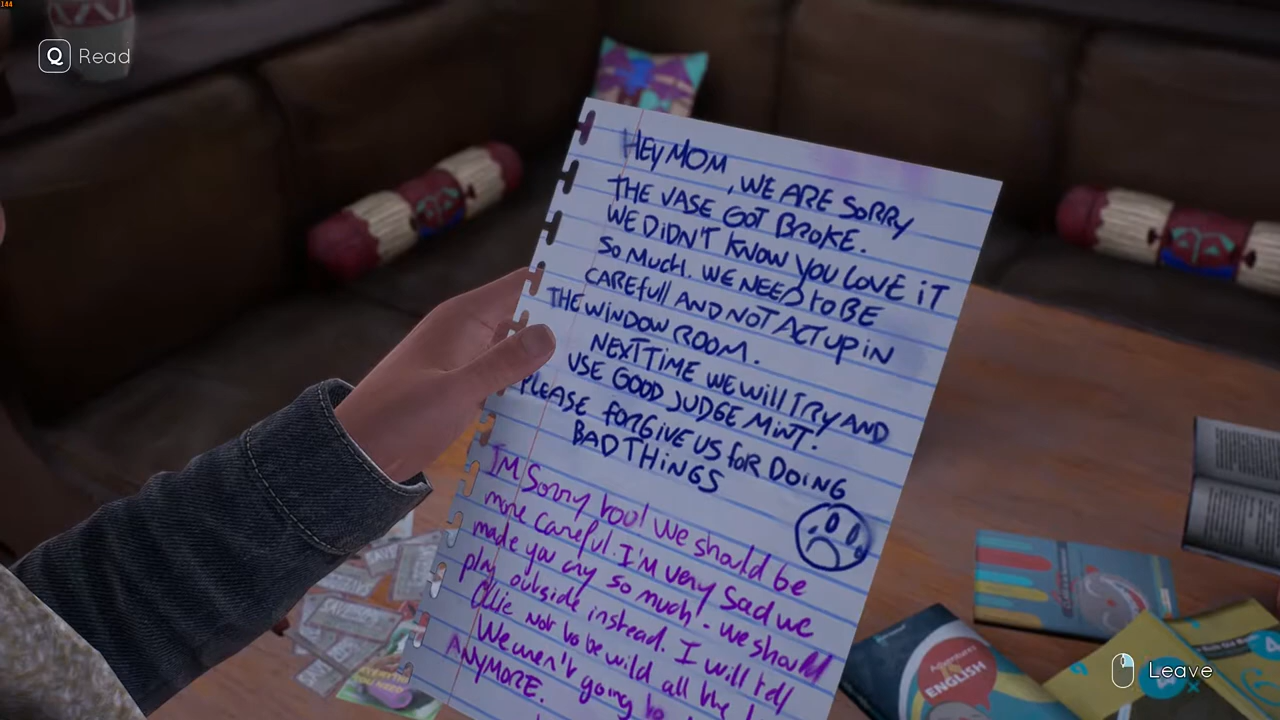 144
Q Read
HEY MOM, WE ARE SORRY
THE VASE GOT BROKE.
WE DIDN'T KNOW YOU LOVE iT
SO MUCH. WE NEED to BE
CAREfull AND NOT ACT UP iN
THE WINDOW ROOM.
NEXT TIME WE Will TRY AND
USE GOOD JUDGE MINT.
PLEASE FORGIVE US foR DOING
BAD THiNGS
I'M Sorry too! We should be
more careful. I'm very sad we
made you cry so much. We should
play outside instead. I will tell
Ollie not to be wild all the
We weren't going to
ANYMORE.
Adventures
ENGLISH
Leave